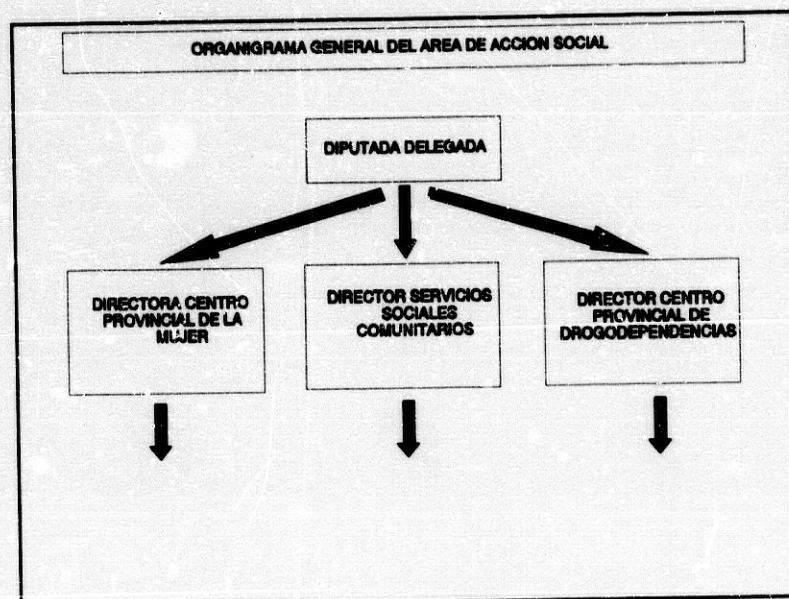 ORGANIGRAMA GENERAL DEL AREA DE ACCION SOCIAL
DIPUTADA DELEGADA
DIRECTORA CENTRO
PROVINCIAL DE LA
MUJER
DIRECTOR SERVICIOS
SOCIALES
COMUNITARIOS
DIRECTOR CENTRO
PROVINCIAL DE
DROGODEPENDENCIAS